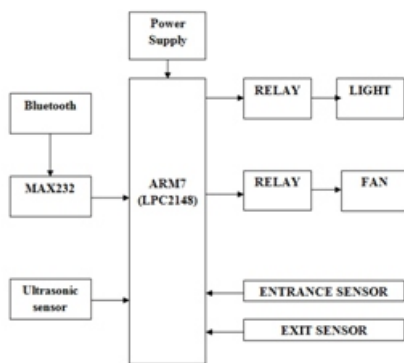 Power
Supply
RELAY
LIGHT
Bluetooth
MAX232
ARM7
(LPC2148)
RELAY
FAN
Ultrasonic
sensor
ENTRANCE SENSOR
EXIT SENSOR